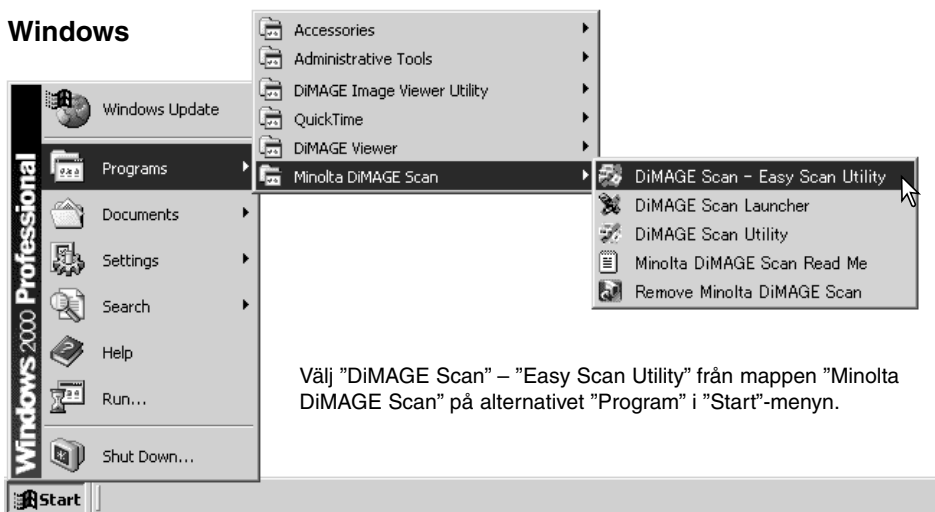 Windows
Accessories
Administrative Tools
DiMAGE Image Viewer Utility
QuickTime
DiMAGE Viewer
Minolta DiMAGE Scan
DiMAGE Scan - Easy Scan Utility
DiMAGE Scan Launcher
DiMAGE Scan Utility
Minolta DiMAGE Scan Read Me
Remove Minolta DiMAGE Scan
Windows 2000 Professional
Windows Update
Programs
Documents
Settings
Search
Help
Run...
Shut Down...
Start
Välj ”DiMAGE Scan” – ”Easy Scan Utility” från mappen ”Minolta
DiMAGE Scan” på alternativet ”Program” i ”Start”-menyn.